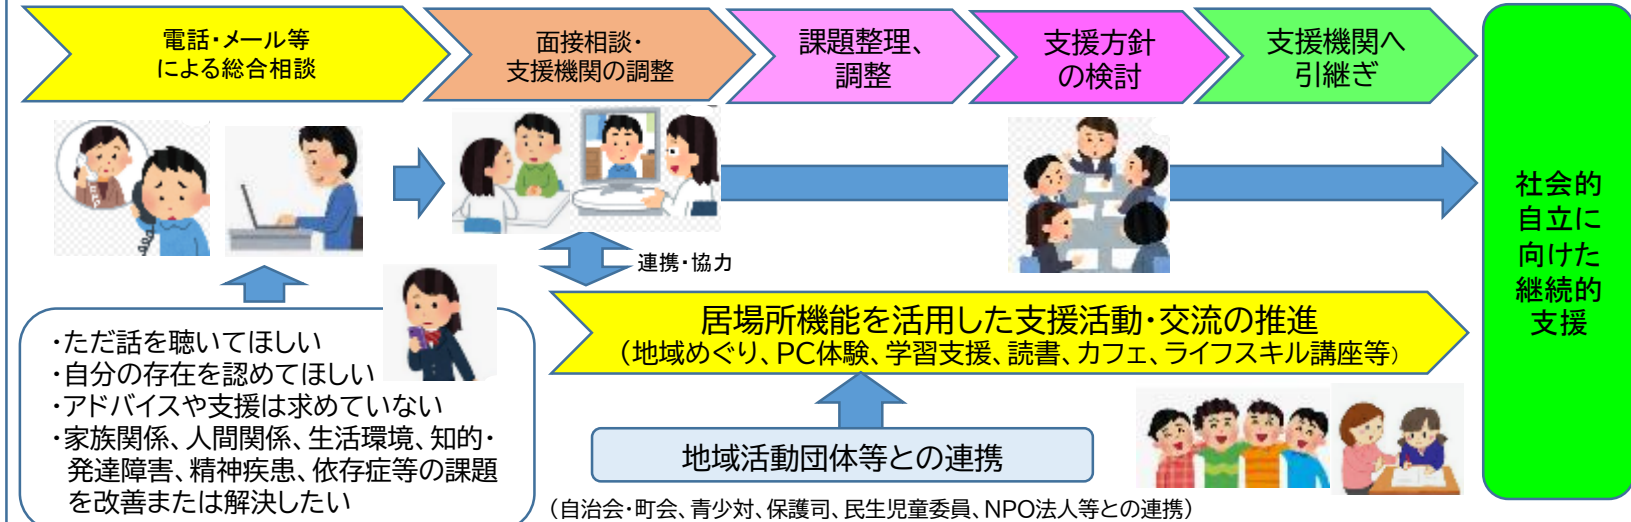 電話・メール等
による総合相談
面接相談・
支援機関の調整
課題整理、
調整
支援方針
の検討
支援機関へ
引継ぎ
社会的
自立に
向けた
継続的
支援
連携・協力
・ただ話を聴いてほしい
・自分の存在を認めてほしい
・アドバイスや支援は求めていない
・家族関係、人間関係、生活環境、知的・
発達障害、精神疾患、依存症等の課題
を改善または解決したい
居場所機能を活用した支援活動・交流の推進
（地域めぐり、PC体験、学習支援、読書、カフェ、ライフスキル講座等）
地域活動団体等との連携
（自治会・町会、青少対、保護司、民生児童委員、NPO法人等との連携）